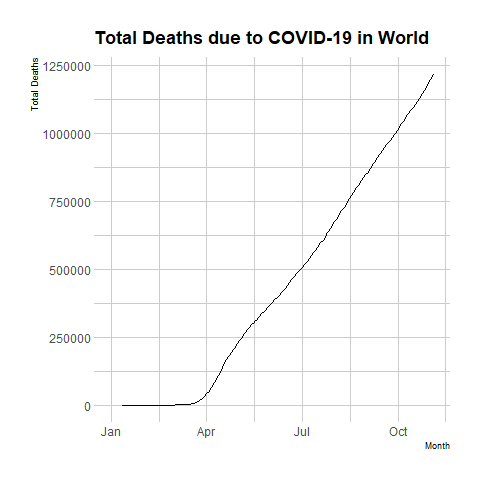 Total Deaths due to COVID-19 in World
Total Deaths
1250000
1000000
750000
500000
250000
0
Jan Apr Jul Oct
Month